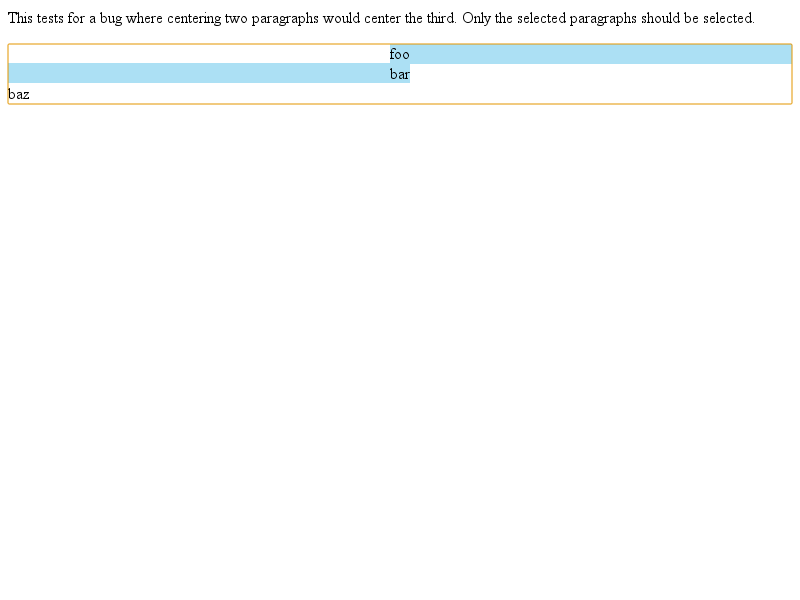 This tests for a bug where centering two paragraphs would center the third. Only the selected paragraphs should be selected.
foo
bar
baz